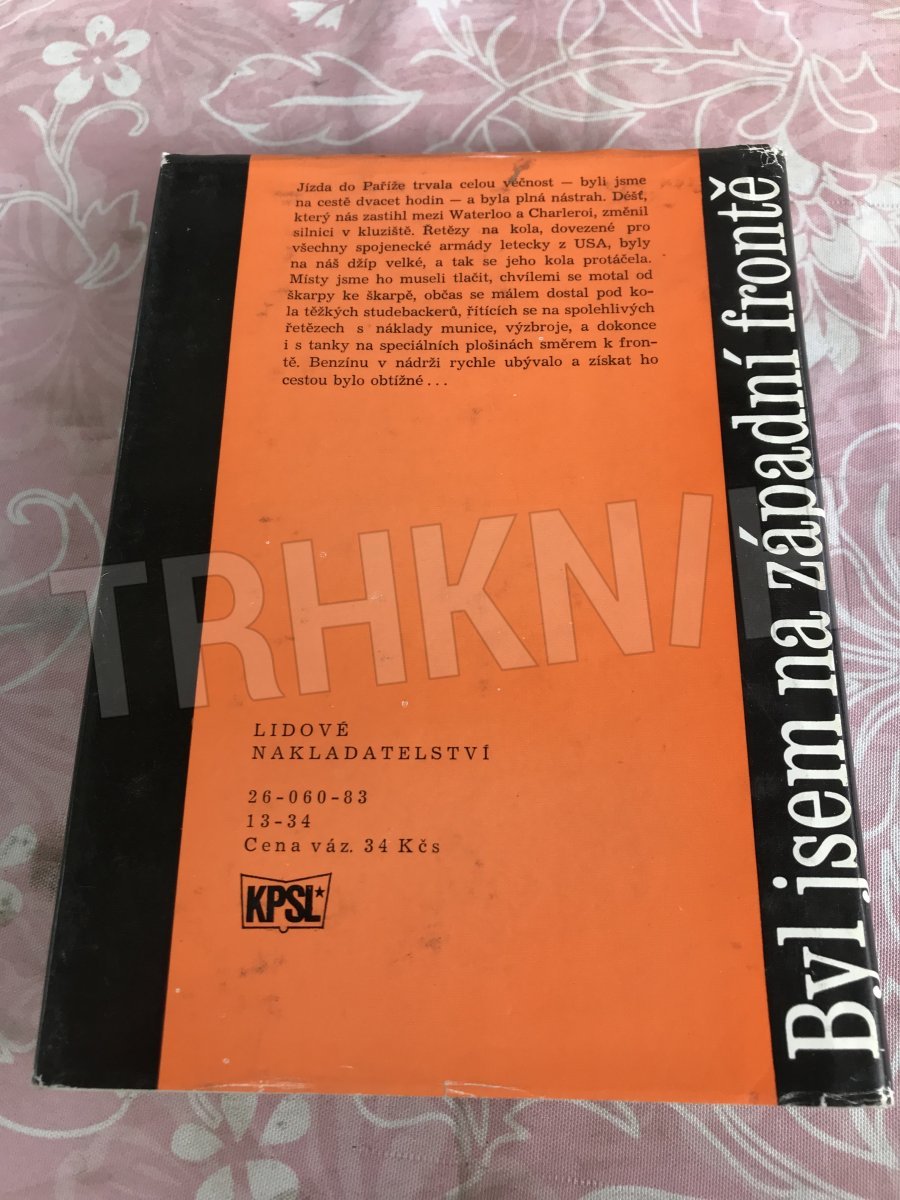 Jízda do Paříže trvala celou věčnost — byli jsme
na cestě dvacet hodin — a byla plná nástrah. Déšť,
který nás zastihl mezi Waterloo a Charleroi, změnil
silnici v kluziště. Řetězy na kola, dovezené pro
všechny spojenecké armády letecky z USA, byly
na náš džíp velké, a tak se jeho kola protáčela.
Místy jsme ho museli tlačit, chvílemi se motal od
škarpy ke škarpě, občas se málem dostal pod ko-
la těžkých studebackerů, řítících se na spolehlivých
řetězech s náklady munice, výzbroje, a dokonce
i s tanky na speciálních plošinách směrem k fron-
tě. Benzínu v nádrži rychle ubývalo a získat ho
cestou bylo obtížné...
TRHKNI
LIDOVÉ
NAKLADATELSTVÍ
26-060-83
13-34
Cena váz. 34 Kčs
KPSL
Byl jsem na západní frontě